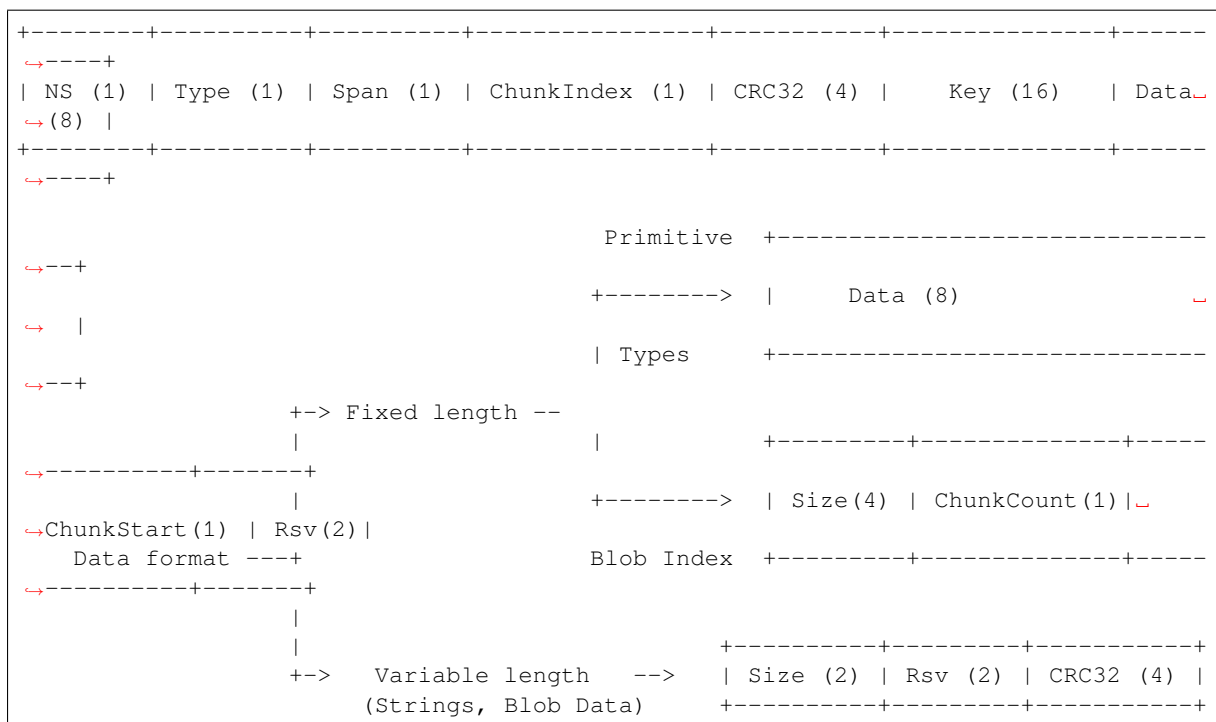 +--------+----------+----------+----------------+-----------+---------------+------
↪----+
| NS (1) | Type (1) | Span (1) | ChunkIndex (1) | CRC32 (4) |    Key (16)   | Data␣
↪(8) |
+--------+----------+----------+----------------+-----------+---------------+------
↪----+

                                         Primitive  +------------------------------
↪--+
                                        +-------->  |     Data (8)                 ␣
↪  |
                                        | Types     +------------------------------
↪--+
                   +-> Fixed length --
                   |                    |           +---------+--------------+-----
↪----------+-------+
                   |                    +-------->  | Size(4) | ChunkCount(1)|␣
↪ChunkStart(1) | Rsv(2)|
    Data format ---+                    Blob Index  +---------+--------------+-----
↪----------+-------+
                   |
                   |                             +----------+---------+-----------+
                   +->   Variable length   -->   | Size (2) | Rsv (2) | CRC32 (4) |
                        (Strings, Blob Data)     +----------+---------+-----------+